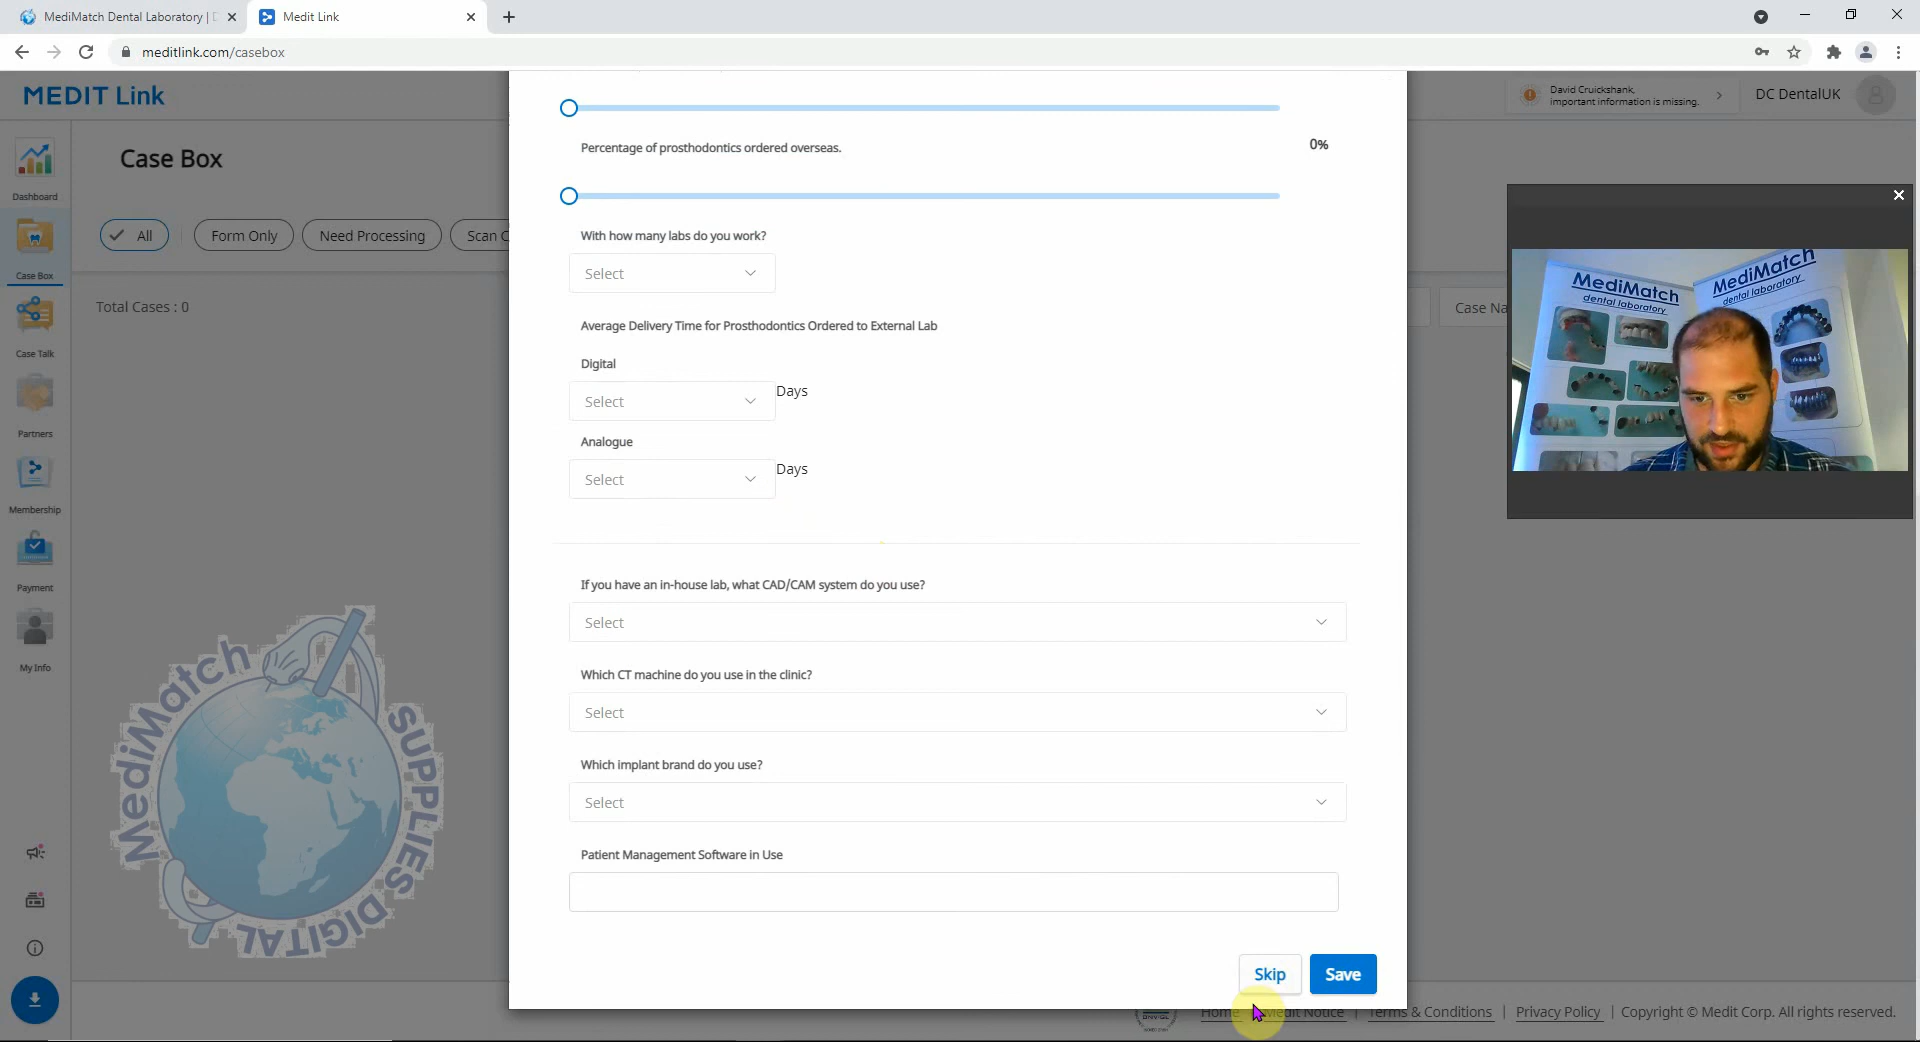 MediMatch Dental Laboratory | D
Medit Link
meditlink.com/casebox
MEDIT Link
David Cruickshank,
important information is missing.
DC DentalUK
Case Box
All
Form Only
Need Processing
Scan C
Total Cases : 0
Case Na
Dashboard
Case Box
Case Talk
Partners
Membership
Payment
My Info
Percentage of prosthodontics ordered overseas.
0%
With how many labs do you work?
Select
Average Delivery Time for Prosthodontics Ordered to External Lab
Digital
Select
Days
Analogue
Select
Days
If you have an in-house lab, what CAD/CAM system do you use?
Select
Which CT machine do you use in the clinic?
Select
Which implant brand do you use?
Select
Patient Management Software in Use
Skip
Save
MediMatch
dental laboratory
MediMatch
dental laboratory
MediMatch
DIGITAL
SUPPLIES
Home
Medit Notice
Terms & Conditions
Privacy Policy
Copyright © Medit Corp. All rights reserved.